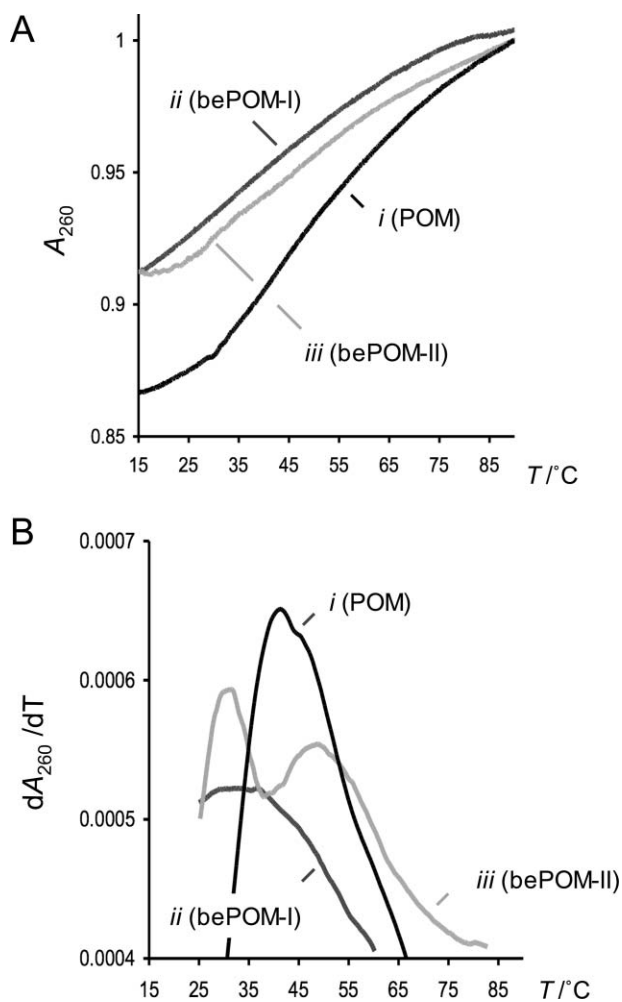 A
1
ii (bePOM-I)
0.95
A260
i (POM)
0.9
iii (bePOM-II)
0.85
15 25 35 45 55 65 75 85 T /˚C
B
0.0007
i (POM)
0.0006
dA260 /dT
0.0005
iii (bePOM-II)
ii (bePOM-I)
0.0004
15 25 35 45 55 65 75 85 T /˚C